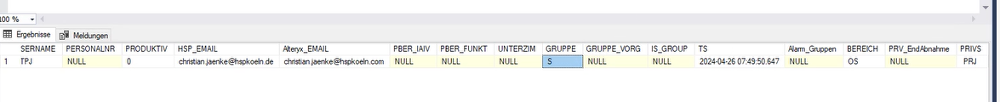 100 %
Ergebnisse Meldungen
SERNAME PERSONALNR PRODUKTIV HSP_EMAIL Alteryx_EMAIL PBER_IAIV PBER_FUNKT UNTERZIM GRUPPE GRUPPE_VORG IS_GROUP TS Alarm_Gruppen BEREICH PRV_EndAbnahme PRIVS
1 TPJ NULL 0 christian.jaenke@hspkoeln.de christian.jaenke@hspkoeln.com NULL NULL NULL S NULL NULL 2024-04-26 07:49:50.647 NULL OS NULL PRJ